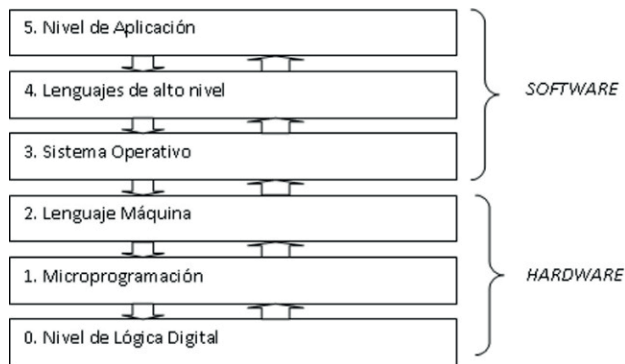 5. Nivel de Aplicación
4. Lenguajes de alto nivel
SOFTWARE
3. Sistema Operativo
2. Lenguaje Máquina
1. Microprogramación
HARDWARE
0. Nivel de Lógica Digital